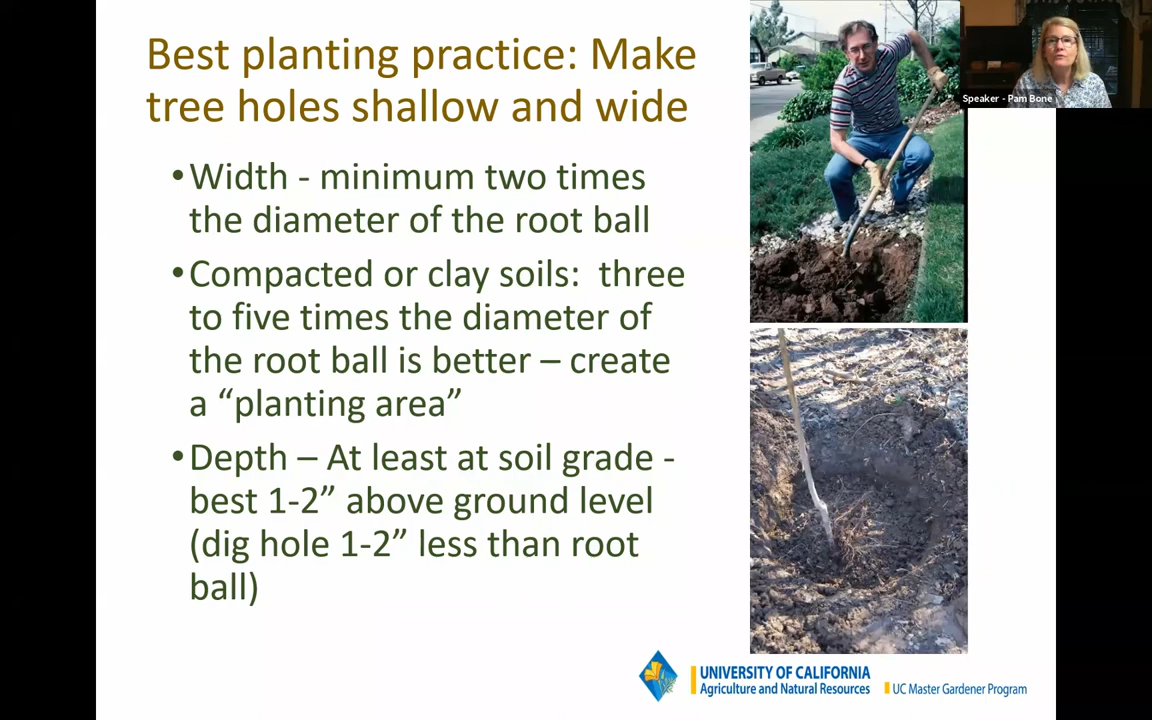 Best planting practice: Make
tree holes shallow and wide
•Width - minimum two times
the diameter of the root ball
•Compacted or clay soils:  three
to five times the diameter of
the root ball is better – create
a “planting area”
•Depth – At least at soil grade -
best 1-2” above ground level
(dig hole 1-2” less than root
ball)
Speaker - Pam Bone
UNIVERSITY OF CALIFORNIA
Agriculture and Natural Resources
UC Master Gardener Program